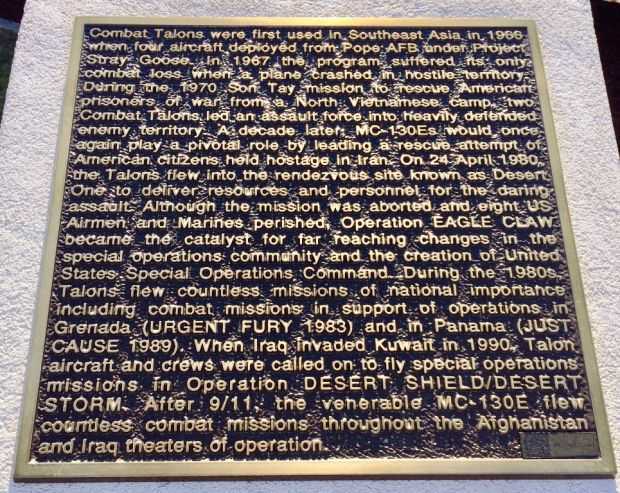 Combat Talons were first used in Southeast Asia in 1966
when four aircraft deployed from Pope AFB under Project
Stray Goose. In 1967 the program suffered its only
combat loss when a plane crashed in hostile territory.
During the 1970 Son Tay mission to rescue American
prisoners of war from a North Vietnamese camp, two
Combat Talons led an assault force into heavily defended
enemy territory. A decade later, MC-130Es would once
again play a pivotal role by leading a rescue attempt of
American citizens held hostage in Iran. On 24 April 1980,
the Talons flew into the rendezvous site known as Desert
One to deliver resources and personnel for the daring
assault. Although the mission was aborted and eight US
Airmen and Marines perished, Operation EAGLE CLAW
became the catalyst for far reaching changes in the
special operations community and the creation of United
States Special Operations Command. During the 1980s,
Talons flew countless missions of national importance
including combat missions in support of operations in
Grenada (URGENT FURY 1983) and in Panama (JUST
CAUSE 1989). When Iraq invaded Kuwait in 1990, Talon
aircraft and crews were called on to fly special operations
missions in Operation DESERT SHIELD/DESERT
STORM. After 9/11, the venerable MC-130E flew
countless combat missions throughout the Afghanistan
and Iraq theaters of operation.